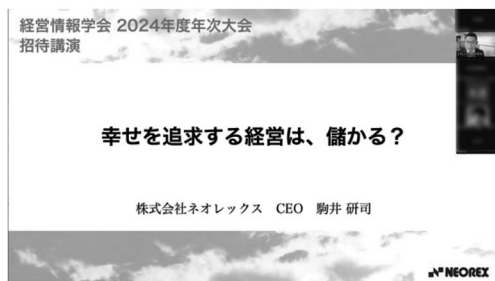 経営情報学会 2024年度年次大会
招待講演
幸せを追求する経営は、儲かる？
株式会社ネオレックス　CEO　駒井 研司
NEOREX